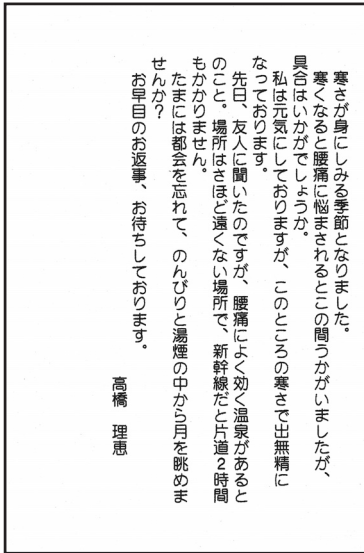 寒さが身にしみる季節となりました。
寒くなると腰痛に悩まされるとこの間うかがいましたが、
具合はいかがでしょうか。
私は元気にしておりますが、このところの寒さで出無精に
なっております。
先日、友人に聞いたのですが、腰痛によく効く温泉があると
のこと。場所はさほど遠くない場所で、新幹線だと片道2時間
もかかりません。
たまには都会を忘れて、のんびりと湯煙の中から月を眺めま
せんか?
お早目のお返事、お待ちしております。
高橋 理恵